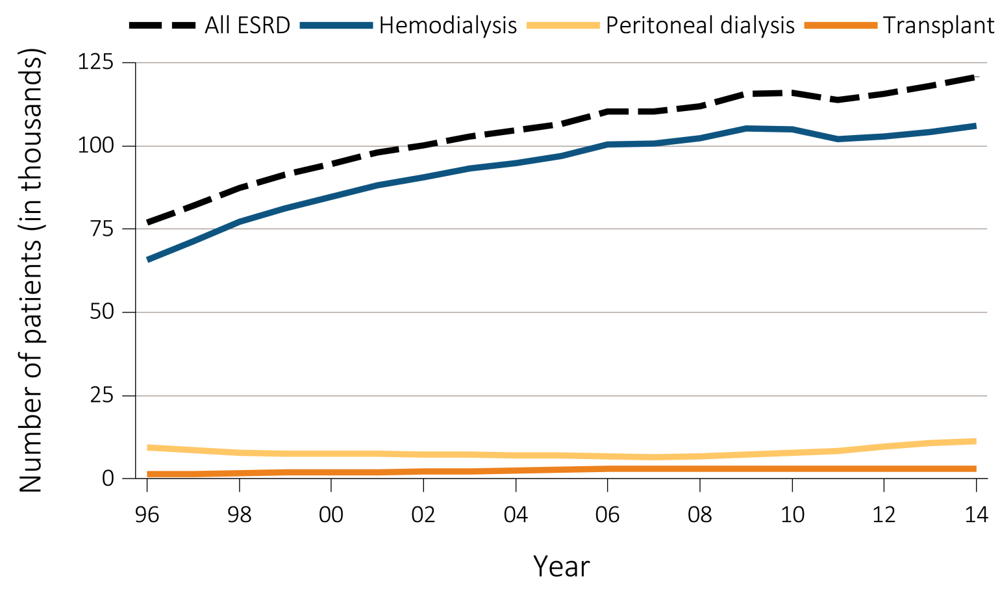 All ESRD Hemodialysis Peritoneal dialysis Transplant
Number of patients (in thousands)
125
100
75
50
25
0
96 98 00 02 04 06 08 10 12 14
Year